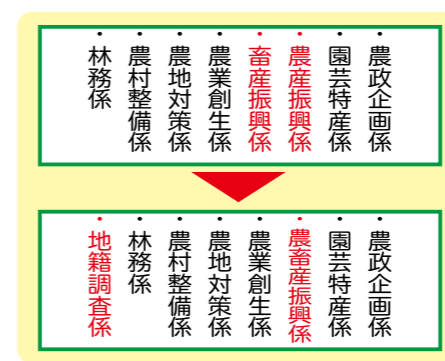 ・農政企画係
・園芸特産係
・農産振興係
・畜産振興係
・農業創生係
・農地対策係
・農村整備係
・林務係
・農政企画係
・園芸特産係
・農畜産振興係
・農業創生係
・農地対策係
・農村整備係
・林務係
・地籍調査係